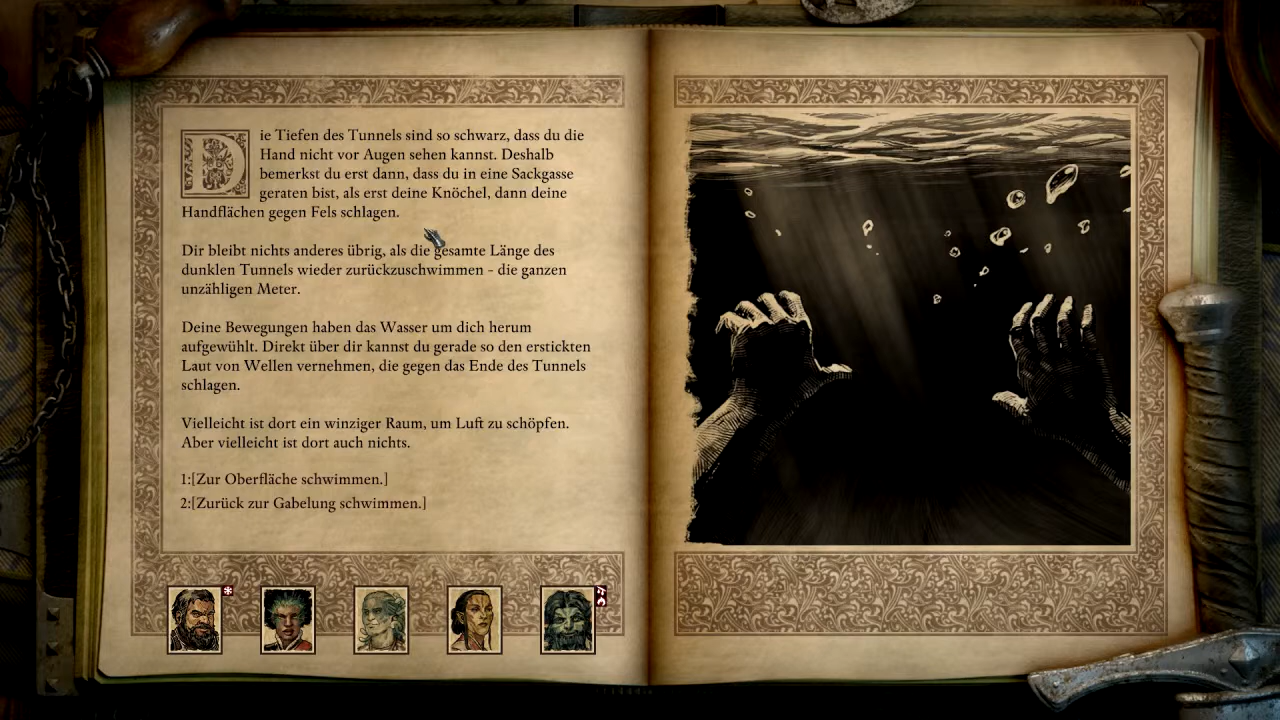 Die Tiefen des Tunnels sind so schwarz, dass du die
Hand nicht vor Augen sehen kannst. Deshalb
bemerkst du erst dann, dass du in eine Sackgasse
geraten bist, als erst deine Knöchel, dann deine
Handflächen gegen Fels schlagen.
Dir bleibt nichts anderes übrig, als die gesamte Länge des
dunklen Tunnels wieder zurückzuschwimmen - die ganzen
unzähligen Meter.
Deine Bewegungen haben das Wasser um dich herum
aufgewühlt. Direkt über dir kannst du gerade so den erstickten
Laut von Wellen vernehmen, die gegen das Ende des Tunnels
schlagen.
Vielleicht ist dort ein winziger Raum, um Luft zu schöpfen.
Aber vielleicht ist dort auch nichts.
1:[Zur Oberfläche schwimmen.]
2:[Zurück zur Gabelung schwimmen.]